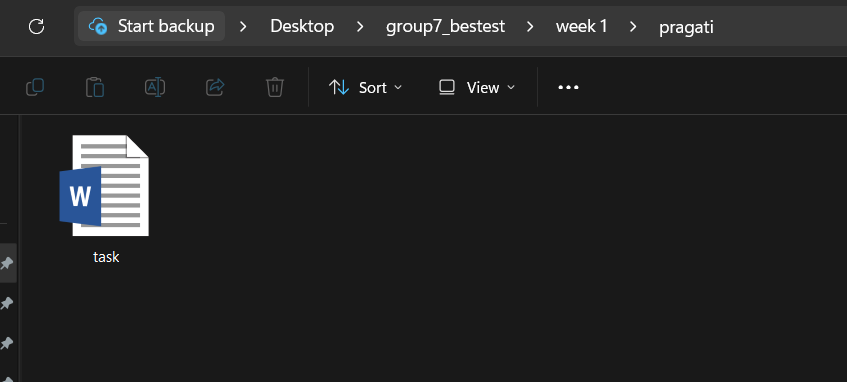 Start backup > Desktop > group7_bestest > week 1 > pragati
Sort View
W
task